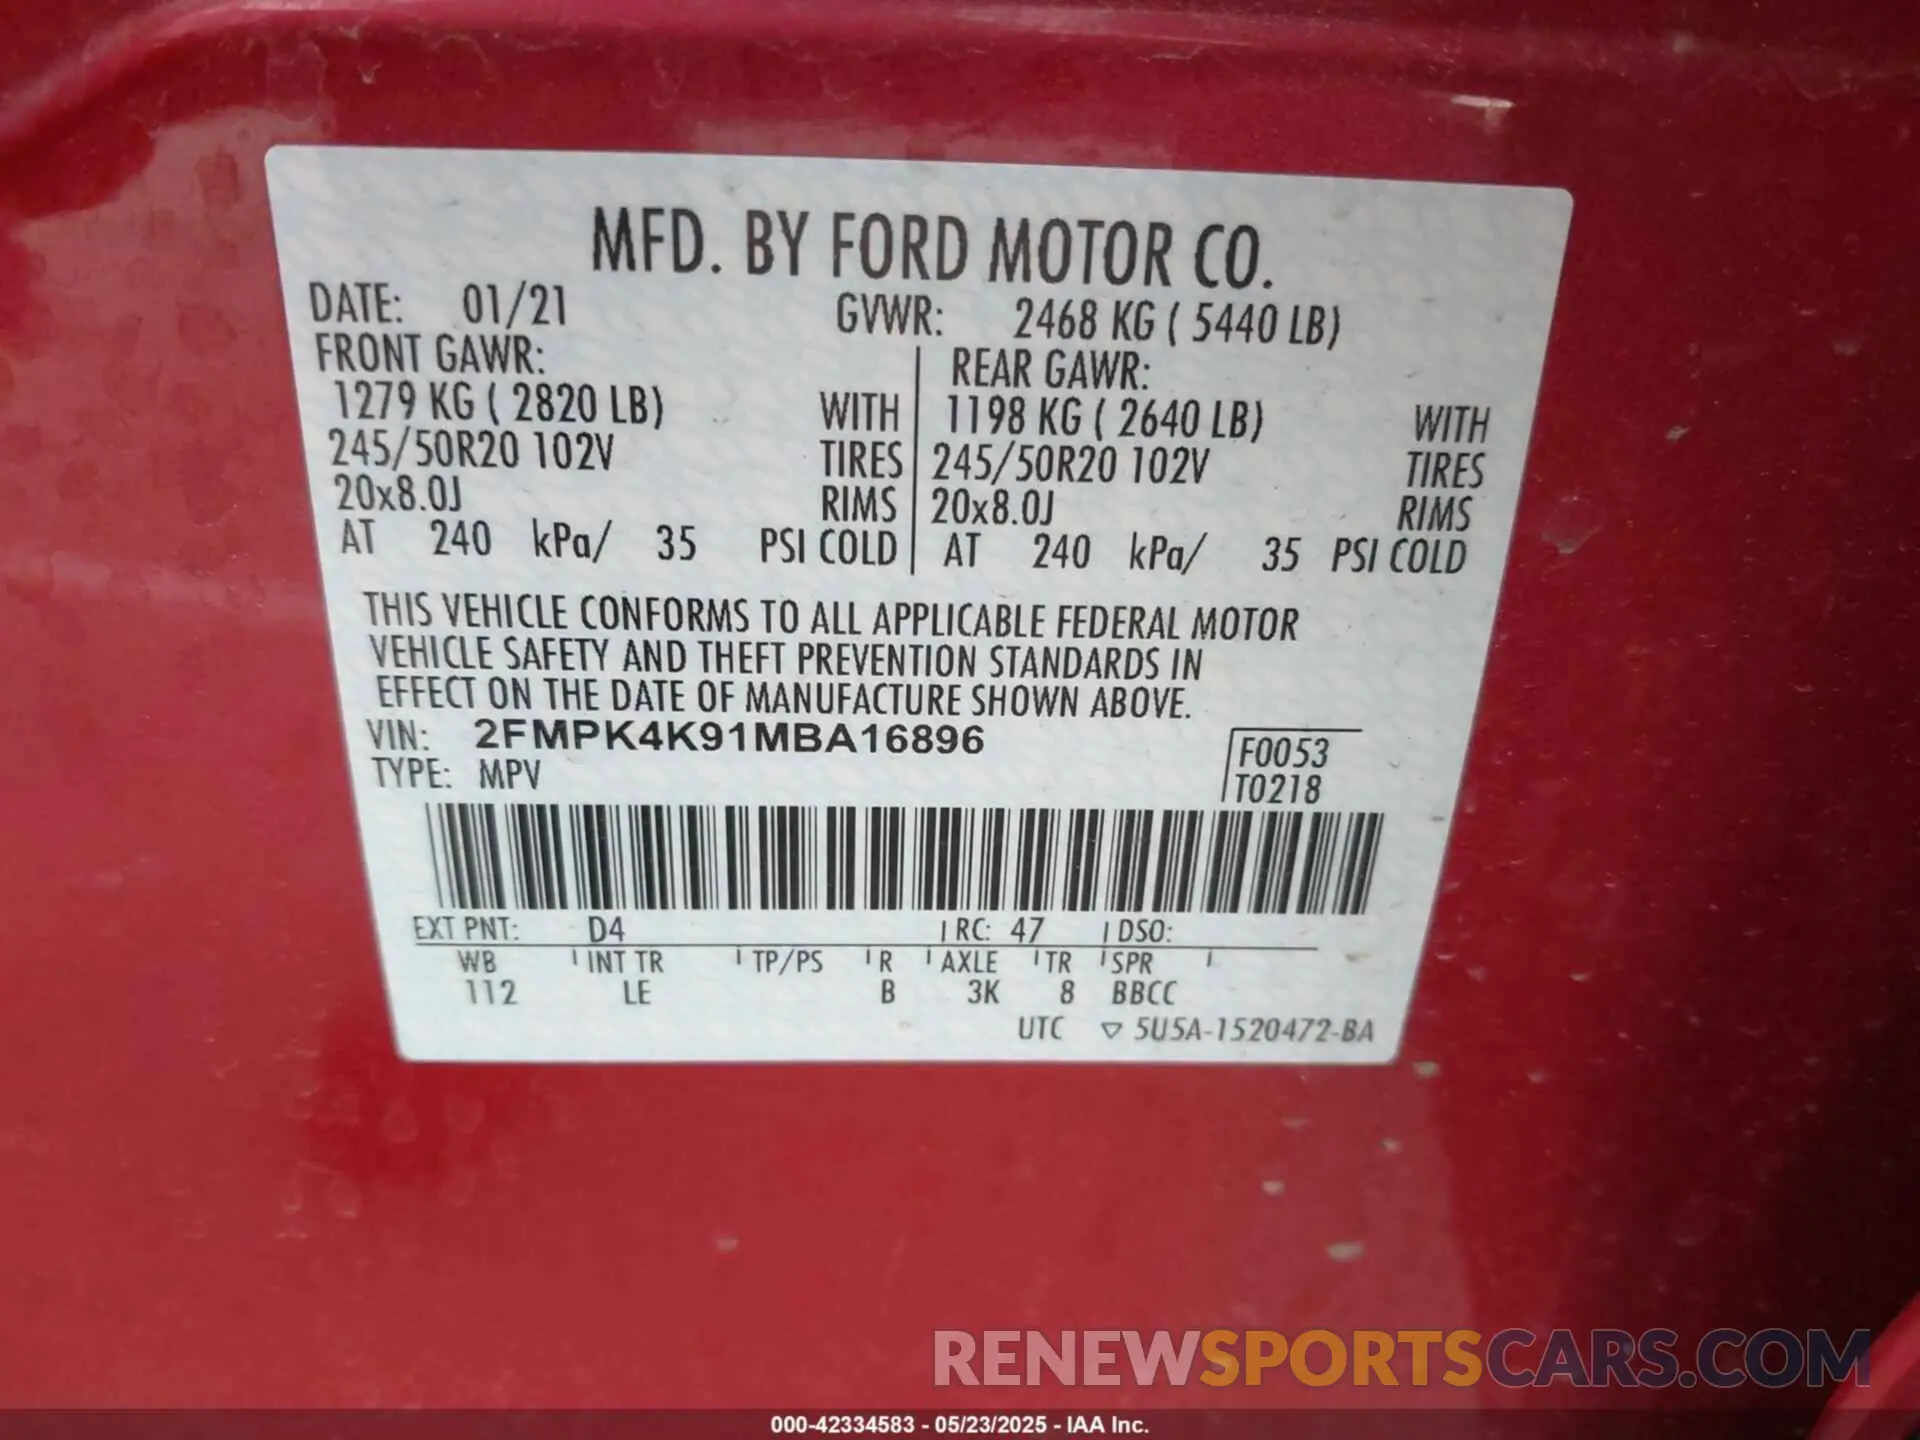 MFD. BY FORD MOTOR CO.
DATE: 01/21 GVWR: 2468 KG ( 5440 LB)
FRONT GAWR: REAR GAWR:
1279 KG ( 2820 LB) WITH 1198 KG ( 2640 LB) WITH
245/50R20 102V TIRES 245/50R20 102V TIRES
20x8.0J RIMS 20x8.0J RIMS
AT 240 kPa/ 35 PSI COLD AT 240 kPa/ 35 PSI COLD
THIS VEHICLE CONFORMS TO ALL APPLICABLE FEDERAL MOTOR
VEHICLE SAFETY AND THEFT PREVENTION STANDARDS IN
EFFECT ON THE DATE OF MANUFACTURE SHOWN ABOVE.
VIN: 2FMPK4K91MBA16896 F0053
TYPE: MPV T0218
EXT PNT: D4 RC: 47 DSO:
WB INT TR TP/PS R AXLE TR SPR
112 LE B 3K 8 BBCC
UTC ▽ 5U5A-1520472-BA
RENEWSPORTSCARS.COM
000-42334583 - 05/23/2025 - IAA Inc.